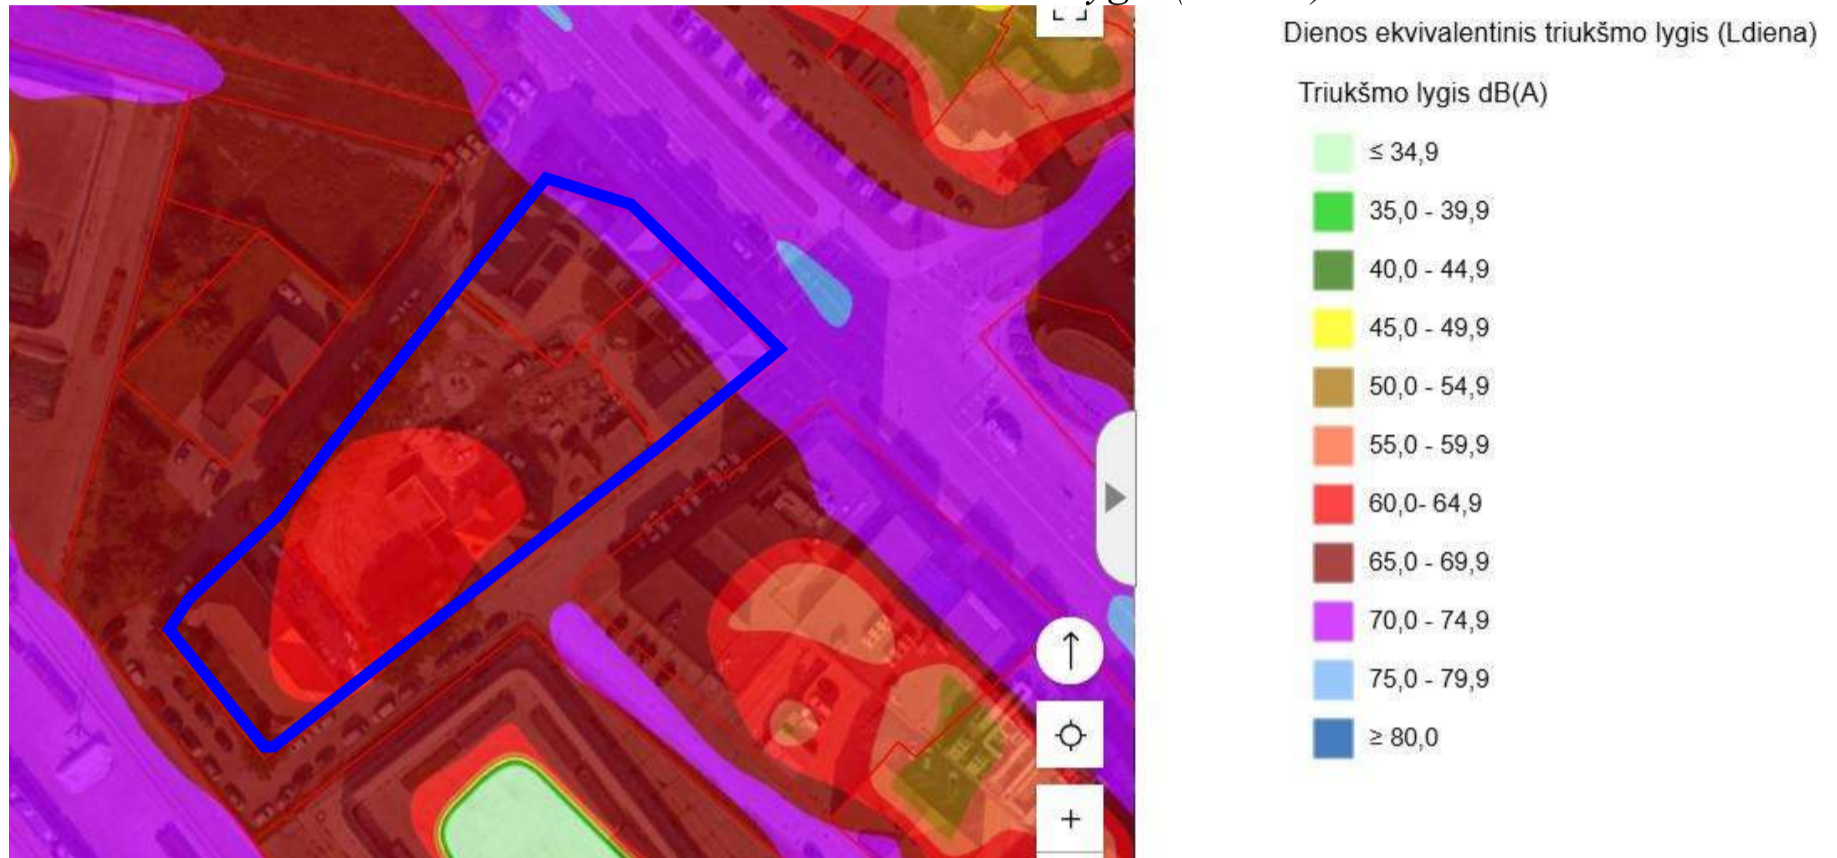 Dienos ekvivalentinis triukšmo lygis (Ldiena)
Triukšmo lygis dB(A)
≤ 34,9
35,0 - 39,9
40,0 - 44,9
45,0 - 49,9
50,0 - 54,9
55,0 - 59,9
60,0- 64,9
65,0 - 69,9
70,0 - 74,9
75,0 - 79,9
≥ 80,0